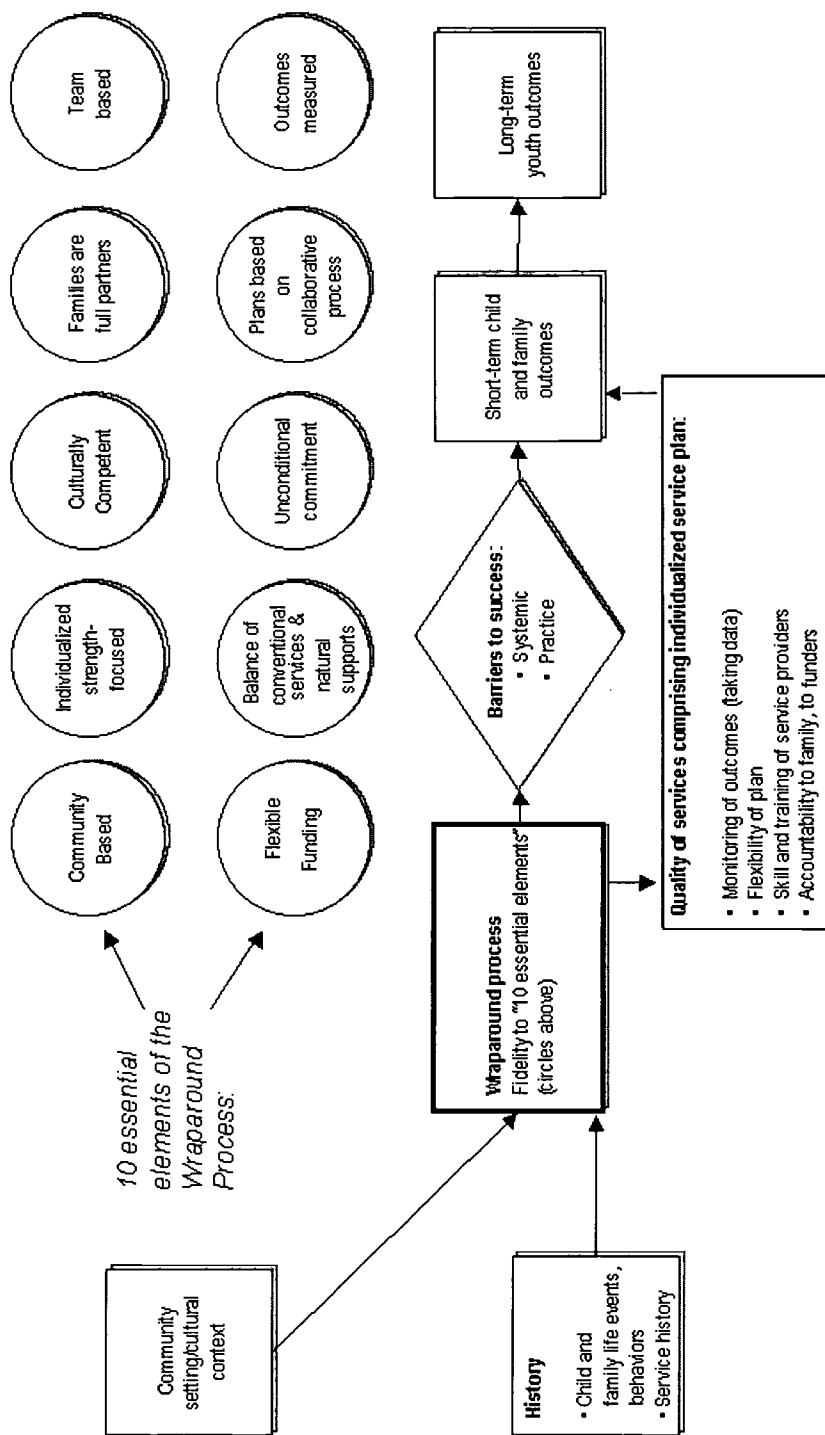 10 essential
elements of the
Wraparound
Process:
Community
Based
Individualized
strength-
focused
Culturally
Competent
Families are
full partners
Team
based
Flexible
Funding
Balance of
conventional
services &
natural
supports
Unconditional
commitment
Plans based
on
collaborative
process
Outcomes
measured
Community
setting/cultural
context
History
▪ Child and
family life events,
behaviors
▪ Service history
Wraparound process
Fidelity to "10 essential elements"
(circles above)
Barriers to success:
▪ Systemic
▪ Practice
Short-term child
and family
outcomes
Long-term
youth outcomes
Quality of services comprising individualized service plan:
▪ Monitoring of outcomes (taking data)
▪ Flexibility of plan
▪ Skill and training of service providers
▪ Accountability to family, to funders